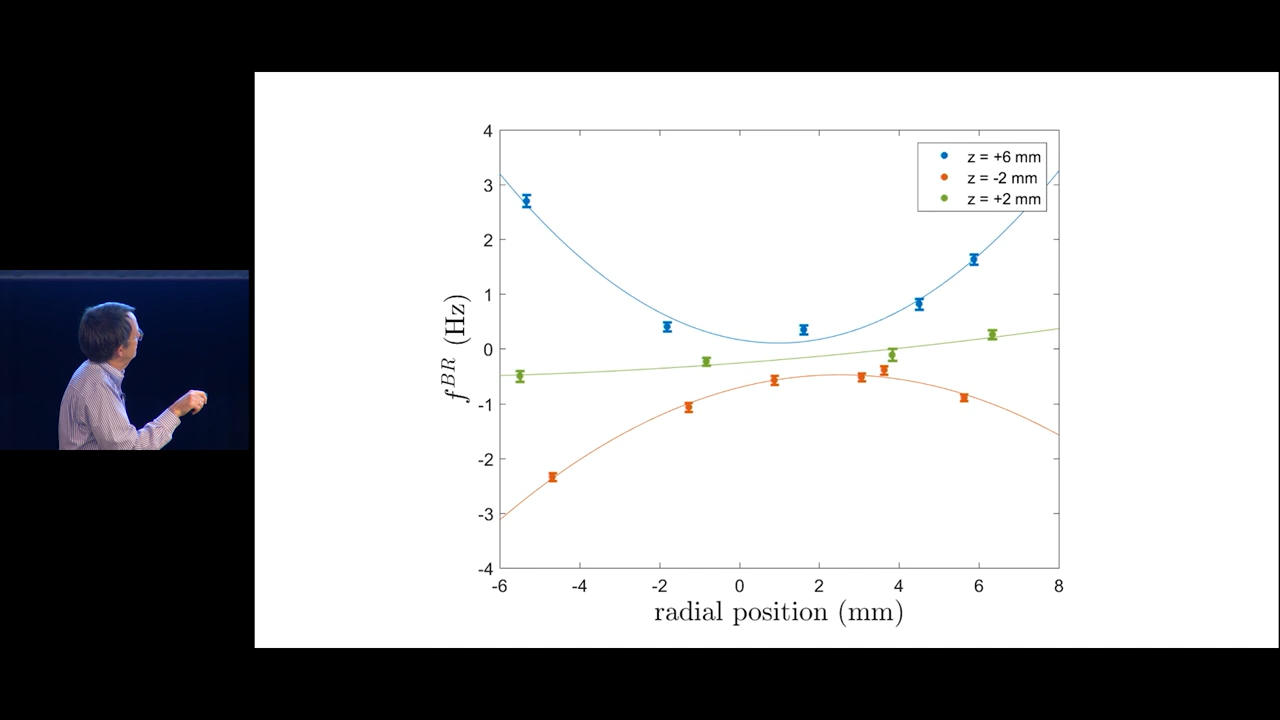 4
3
2
1
0
-1
-2
-3
-4
f^{BR} (Hz)
z = +6 mm
z = -2 mm
z = +2 mm
-6 -4 -2 0 2 4 6 8
radial position (mm)